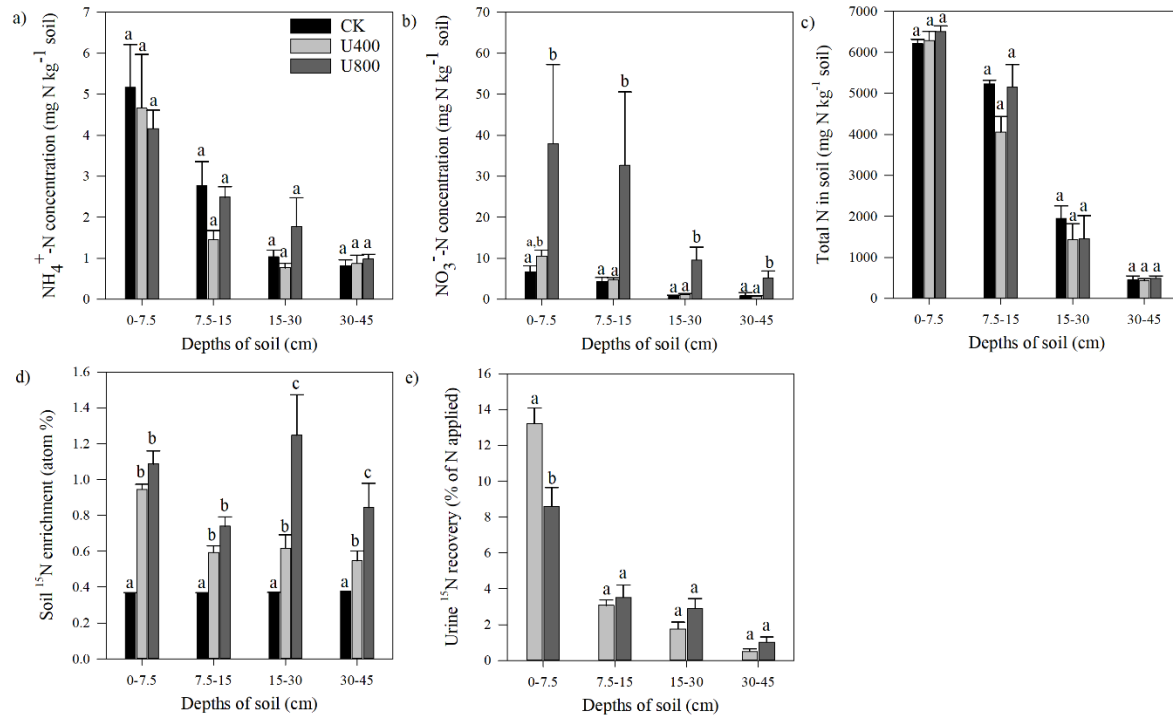 a)
NH₄⁺-N concentration (mg N kg⁻¹ soil)
7
6
5
4
3
2
1
0
CK
U400
U800
a a a
a a a
a a a
a a a
0-7.5 7.5-15 15-30 30-45
Depths of soil (cm)
b)
NO₃⁻-N concentration (mg N kg⁻¹ soil)
70
60
50
40
30
20
10
0
a a,b b
a a b
a a b
a a b
0-7.5 7.5-15 15-30 30-45
Depths of soil (cm)
c)
Total N in soil (mg N kg⁻¹ soil)
7000
6000
5000
4000
3000
2000
1000
0
a a a
a a a
a a a
a a a
0-7.5 7.5-15 15-30 30-45
Depths of soil (cm)
d)
Soil ¹⁵N enrichment (atom %)
1.6
1.4
1.2
1.0
0.8
0.6
0.4
0.2
0.0
a b b
a b b
a b c
a b c
0-7.5 7.5-15 15-30 30-45
Depths of soil (cm)
e)
Urine ¹⁵N recovery (% of N applied)
16
14
12
10
8
6
4
2
0
a b
a a
a a
a a
0-7.5 7.5-15 15-30 30-45
Depths of soil (cm)